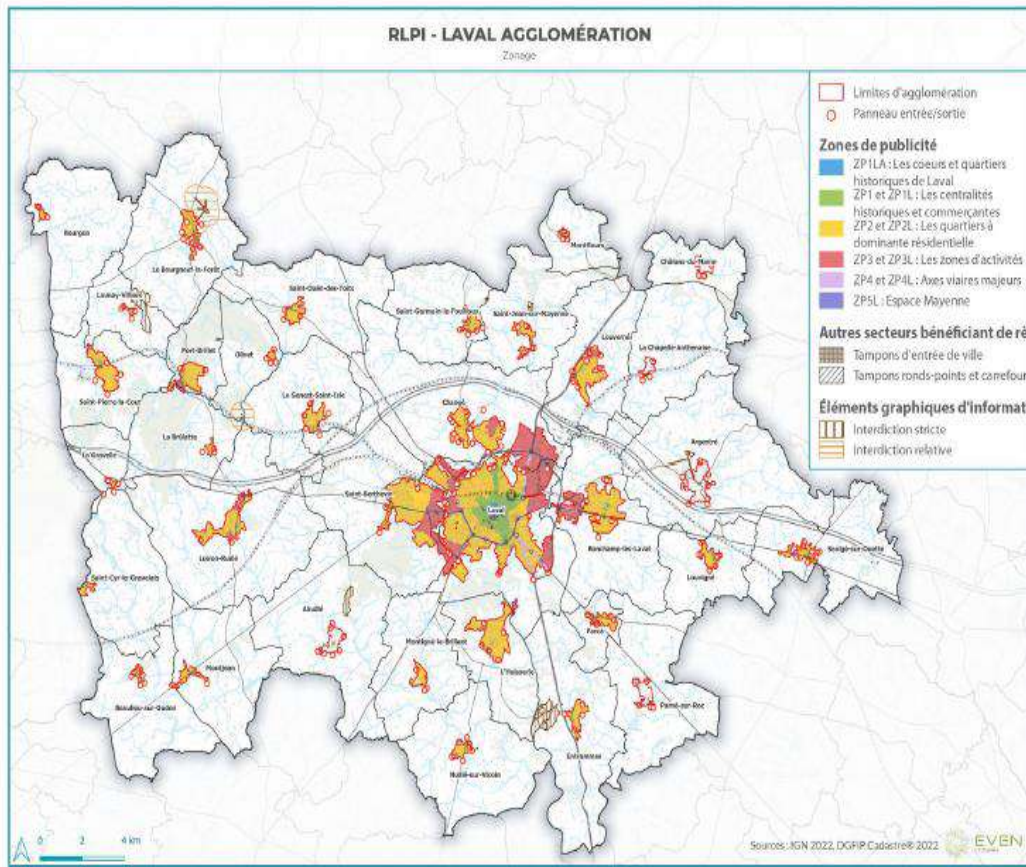 RLPI - LAVAL AGGLOMÉRATION
Zonage
Limites d'agglomération
Panneau entrée/sortie
Zones de publicité
ZP1LA : Les coeurs et quartiers
historiques de Laval
ZP1 et ZP1L : Les centralités
historiques et commerçantes
ZP2 et ZP2L : Les quartiers à
dominante résidentielle
ZP3 et ZP3L : Les zones d'activités
ZP4 et ZP4L : Axes viaires majeurs
ZP5L : Espace Mayenne
Autres secteurs bénéficiant de rè
Tampons d'entrée de ville
Tampons ronds-points et carrefour
Éléments graphiques d'informat
Interdiction stricte
Interdiction relative
Bourgon
Le Bourgneuf-la-Forêt
Montflours
Châlons-du-Maine
Launay-Villiers
Saint-Ouën-des-Toits
Saint-Germain-le-Fouilloux
Saint-Jean-sur-Mayenne
Louverné
La Chapelle-Anthenaise
Port-Brillet
Olivet
Saint-Pierre-la-Cour
Le Genest-Saint-Isle
Changé
La Brûlatte
Argentré
La Gravelle
Saint-Berthevin
Laval
Loiron-Ruillé
Bonchamp-lès-Laval
Louvigné
Soulgé-sur-Ouette
Saint-Cyr-le-Gravelais
Ahuillé
Montigné-le-Brillant
Forcé
L'Huisserie
Beaulieu-sur-Oudon
Montjean
Parné-sur-Roc
Nuillé-sur-Vicoin
Entrammes
0 2 4 km
Sources : IGN 2022, DGFIP Cadastre® 2022
EVEN